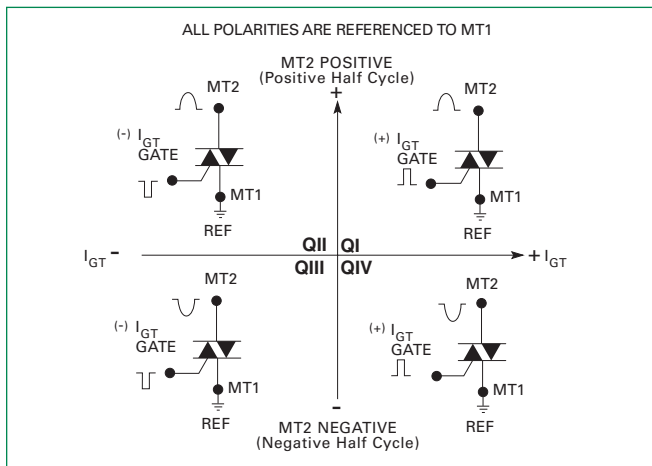 ALL POLARITIES ARE REFERENCED TO MT1
MT2 POSITIVE
(Positive Half Cycle)
+
MT2
(-) IGT
GATE
MT1
REF
MT2
(+) IGT
GATE
MT1
REF
IGT -
QII QI
QIII QIV
+ IGT
MT2
(-) IGT
GATE
MT1
REF
MT2
(+) IGT
GATE
MT1
REF
-
MT2 NEGATIVE
(Negative Half Cycle)